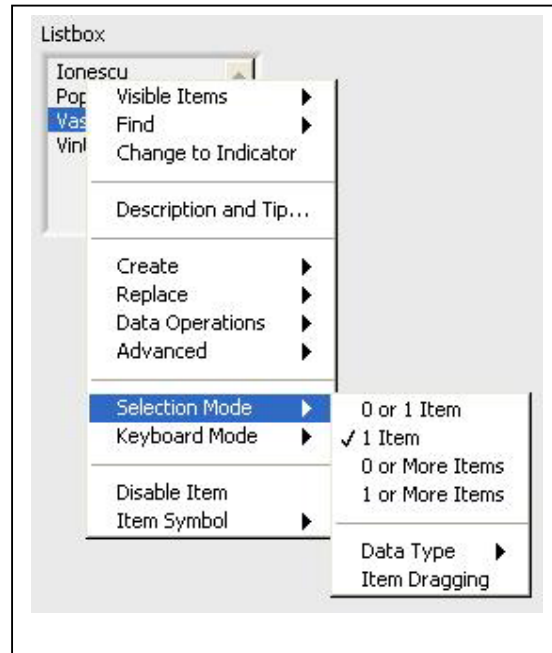 Listbox
Ionescu
Visible Items
Find
Change to Indicator
Description and Tip...
Create
Replace
Data Operations
Advanced
Selection Mode
Keyboard Mode
Disable Item
Item Symbol
0 or 1 Item
✓ 1 Item
0 or More Items
1 or More Items
Data Type
Item Dragging